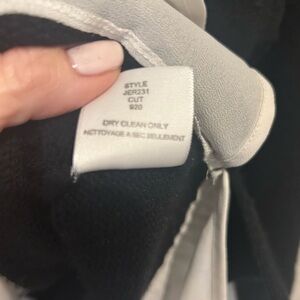 STYLE
JER231
CUT
920
DRY CLEAN ONLY
NETTOYAGE A SEC SEULEMENT